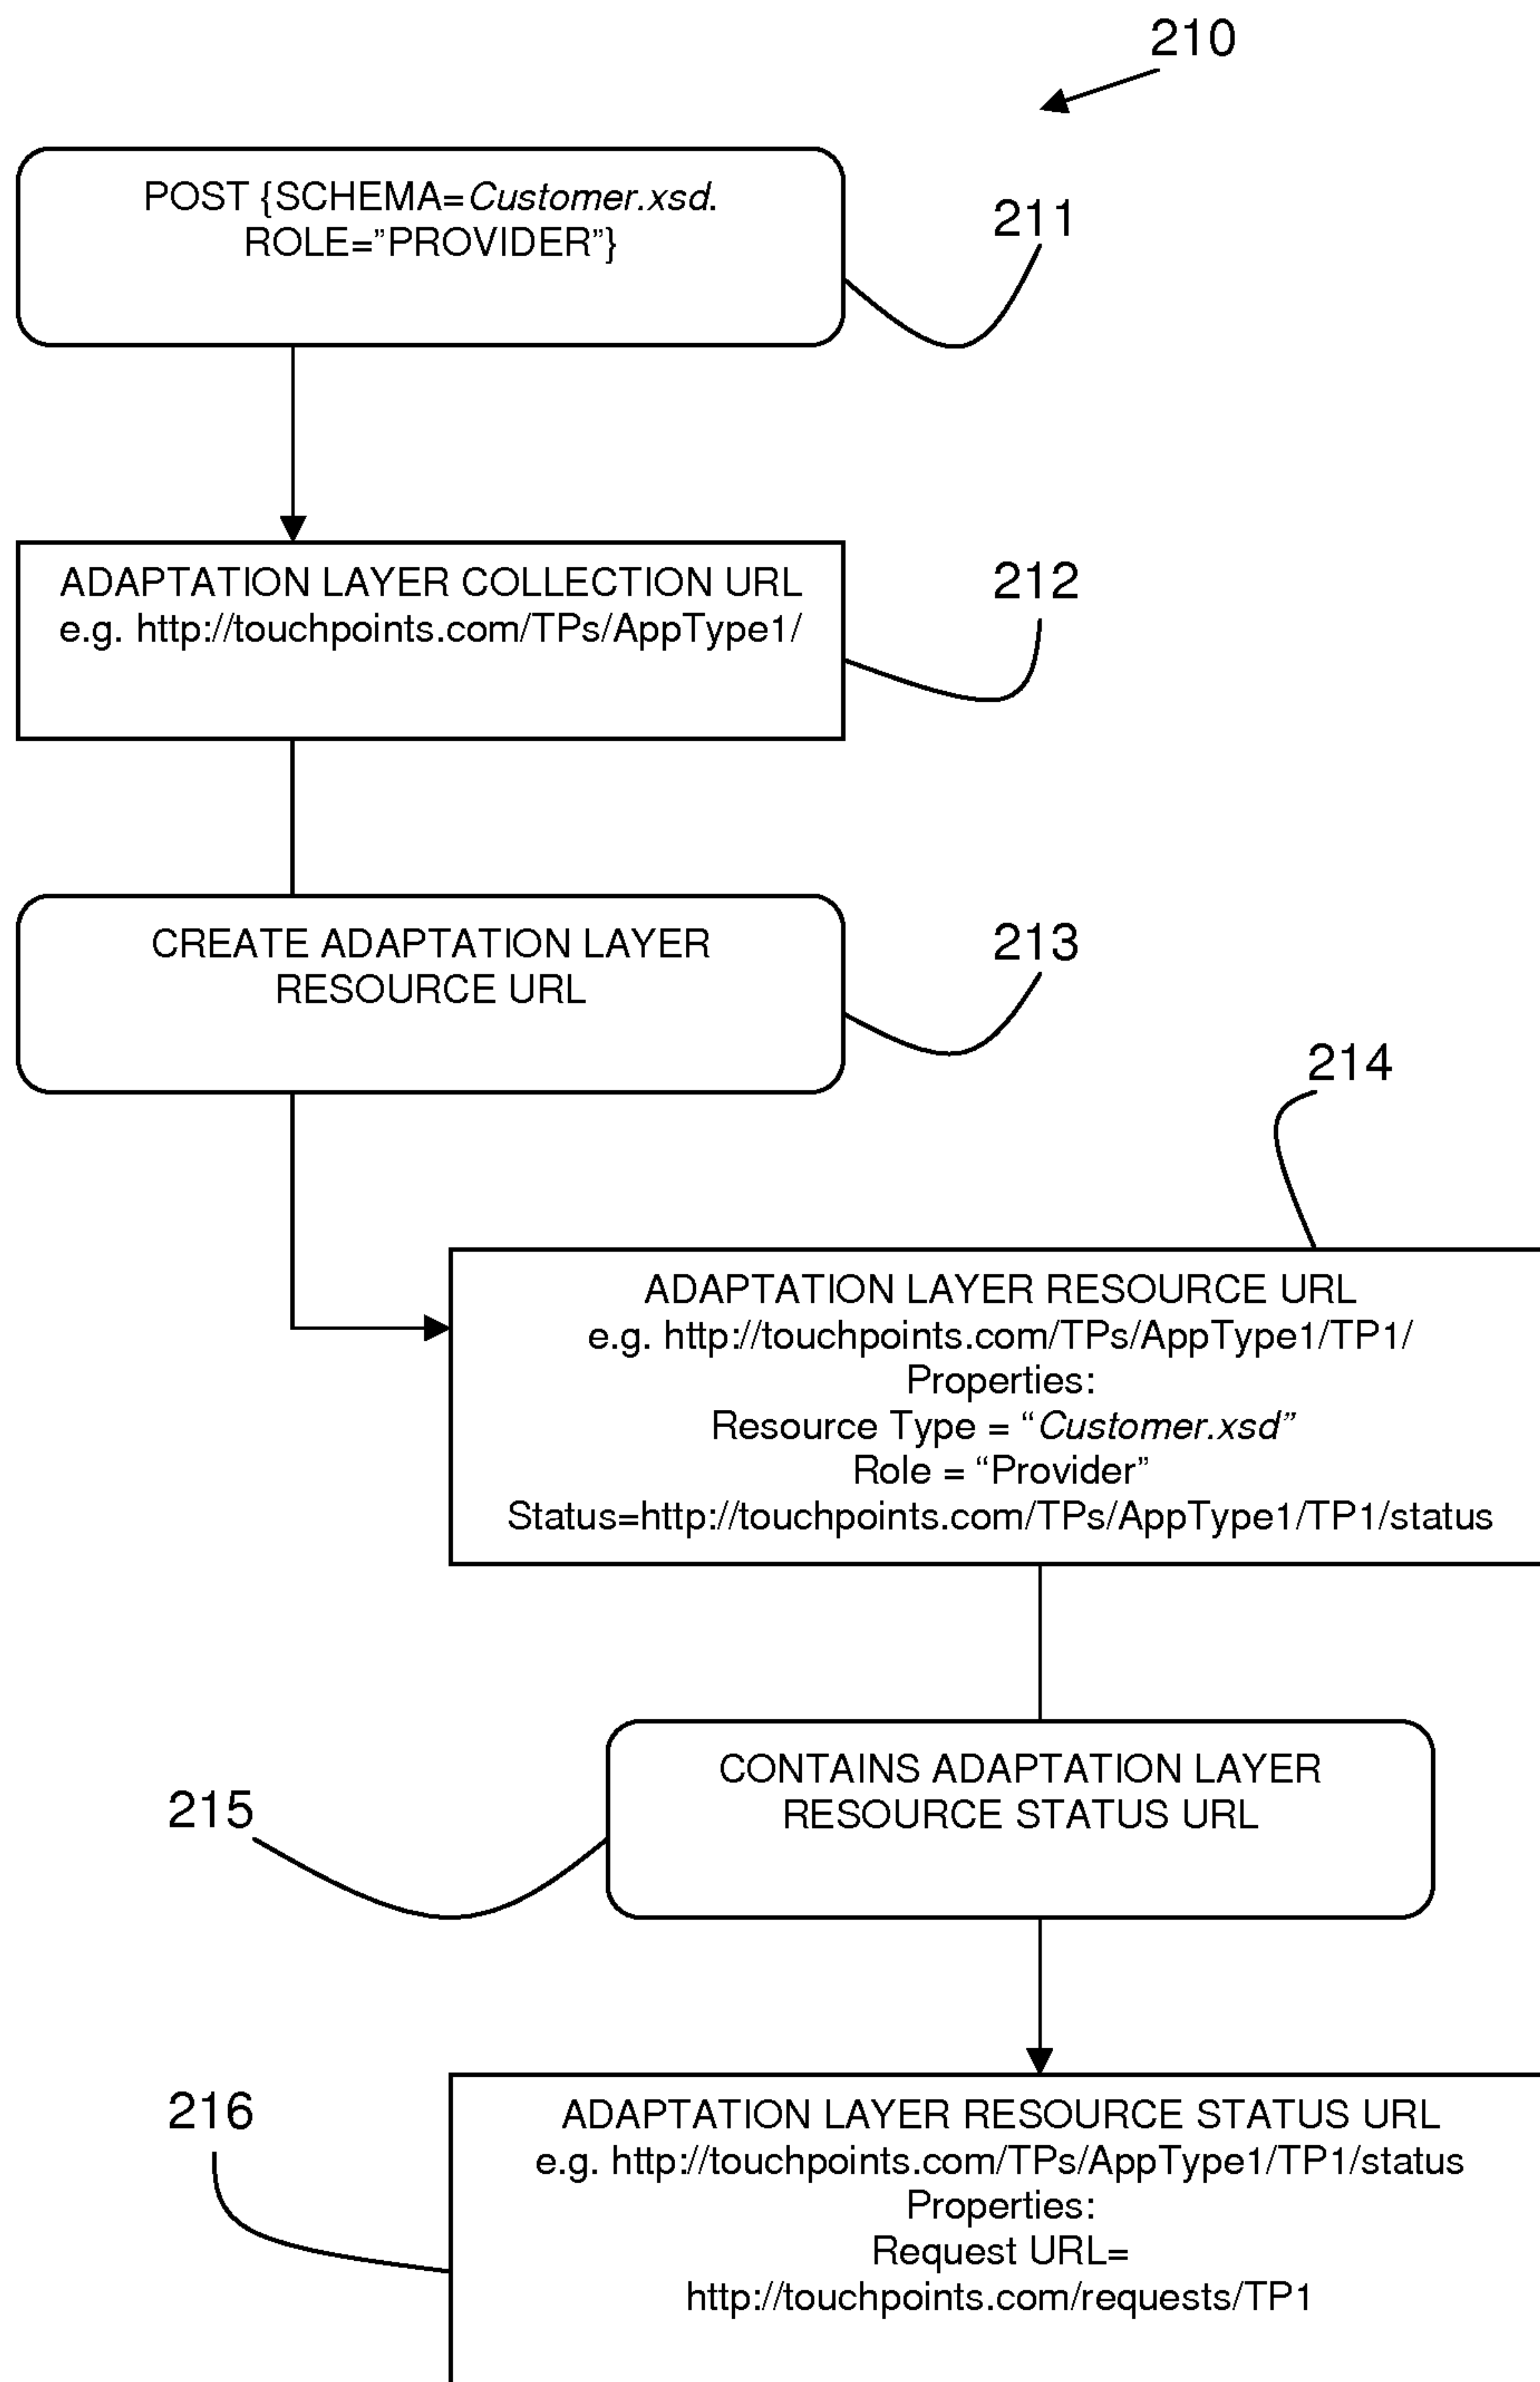 210
POST {SCHEMA=Customer.xsd.
ROLE=”PROVIDER”}
211
ADAPTATION LAYER COLLECTION URL
e.g. http://touchpoints.com/TPs/AppType1/
212
CREATE ADAPTATION LAYER
RESOURCE URL
213
214
ADAPTATION LAYER RESOURCE URL
e.g. http://touchpoints.com/TPs/AppType1/TP1/
Properties:
Resource Type = “Customer.xsd”
Role = “Provider”
Status=http://touchpoints.com/TPs/AppType1/TP1/status
CONTAINS ADAPTATION LAYER
RESOURCE STATUS URL
215
216
ADAPTATION LAYER RESOURCE STATUS URL
e.g. http://touchpoints.com/TPs/AppType1/TP1/status
Properties:
Request URL=
http://touchpoints.com/requests/TP1